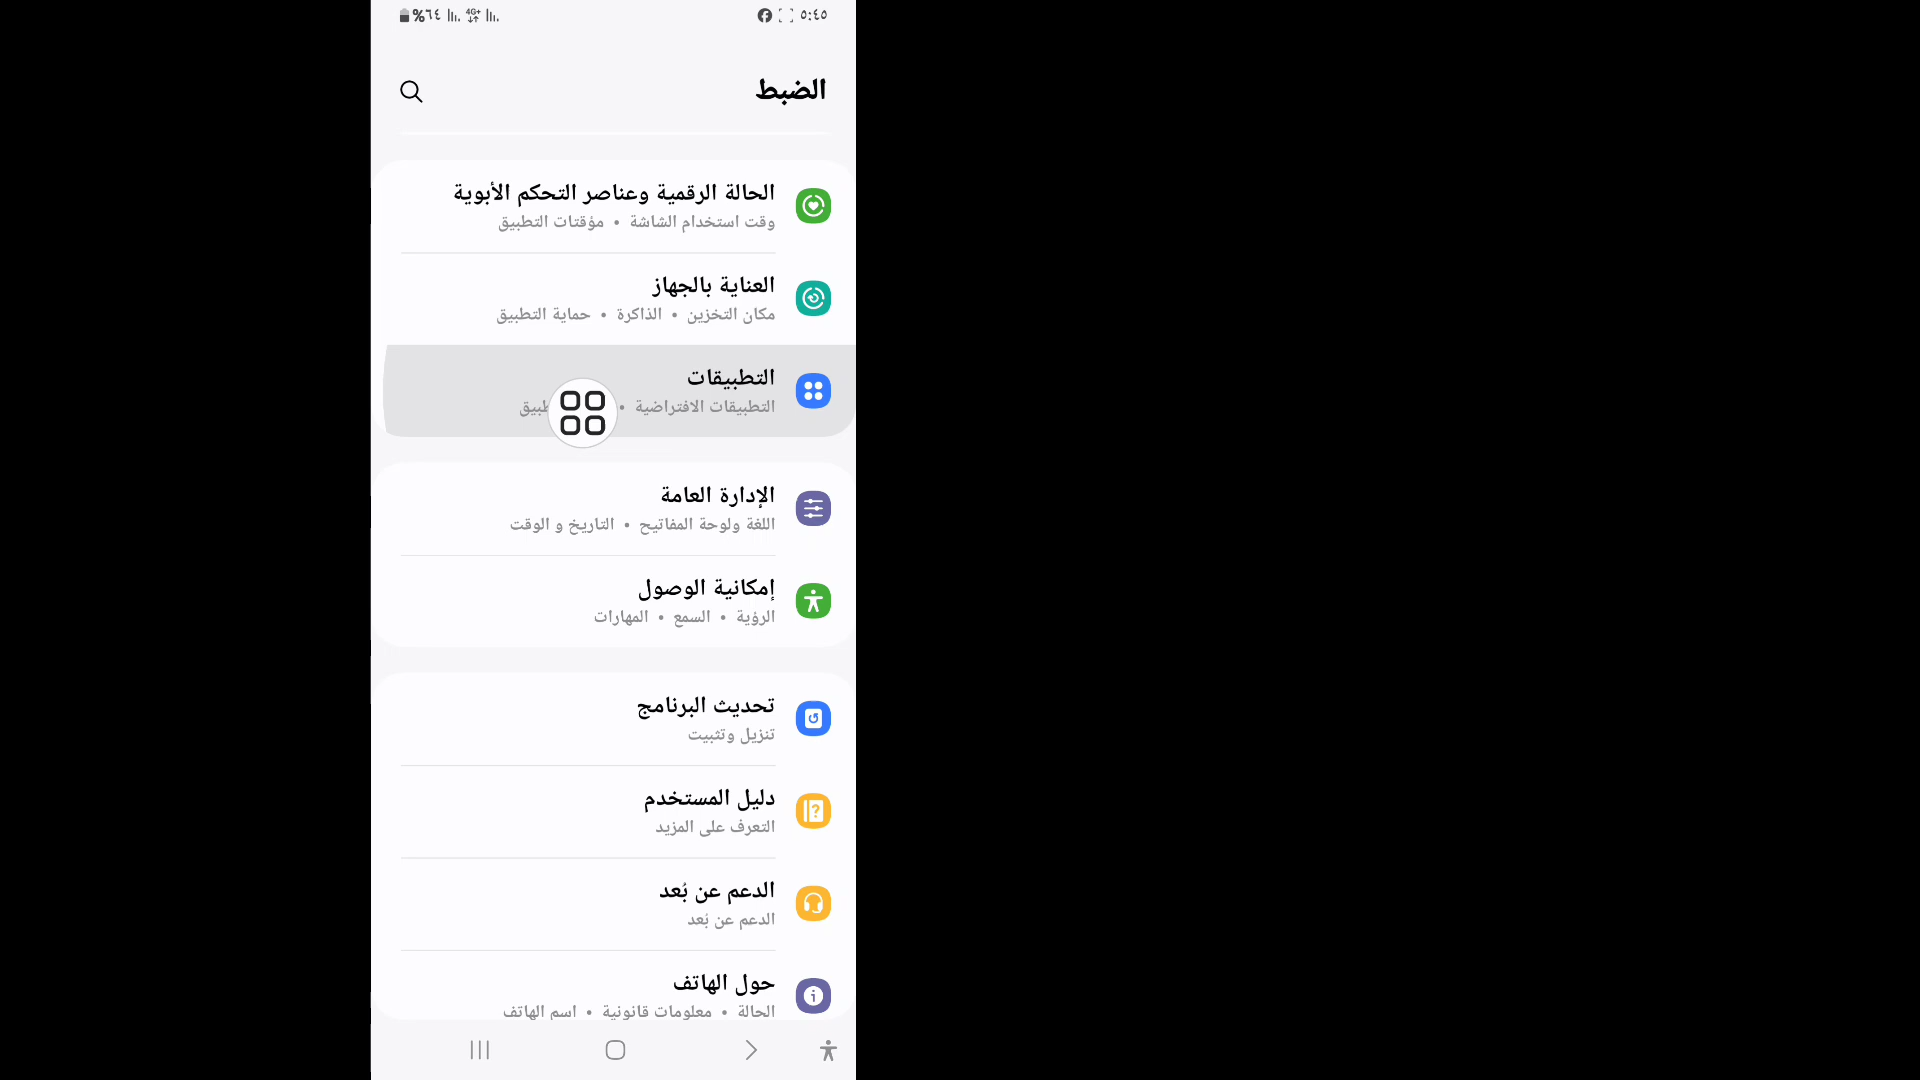 ٥:٤٥
%٦٤ 4G+
الضبط
الحالة الرقمية وعناصر التحكم الأبوية
وقت استخدام الشاشة • مؤقتات التطبيق
العناية بالجهاز
مكان التخزين • الذاكرة • حماية التطبيق
التطبيقات
التطبيقات الافتراضية •
الإدارة العامة
اللغة ولوحة المفاتيح • التاريخ و الوقت
إمكانية الوصول
الرؤية • السمع • المهارات
تحديث البرنامج
تنزيل وتثبيت
دليل المستخدم
التعرف على المزيد
الدعم عن بُعد
الدعم عن بُعد
حول الهاتف
الحالة • معلومات قانونية • اسم الهاتف